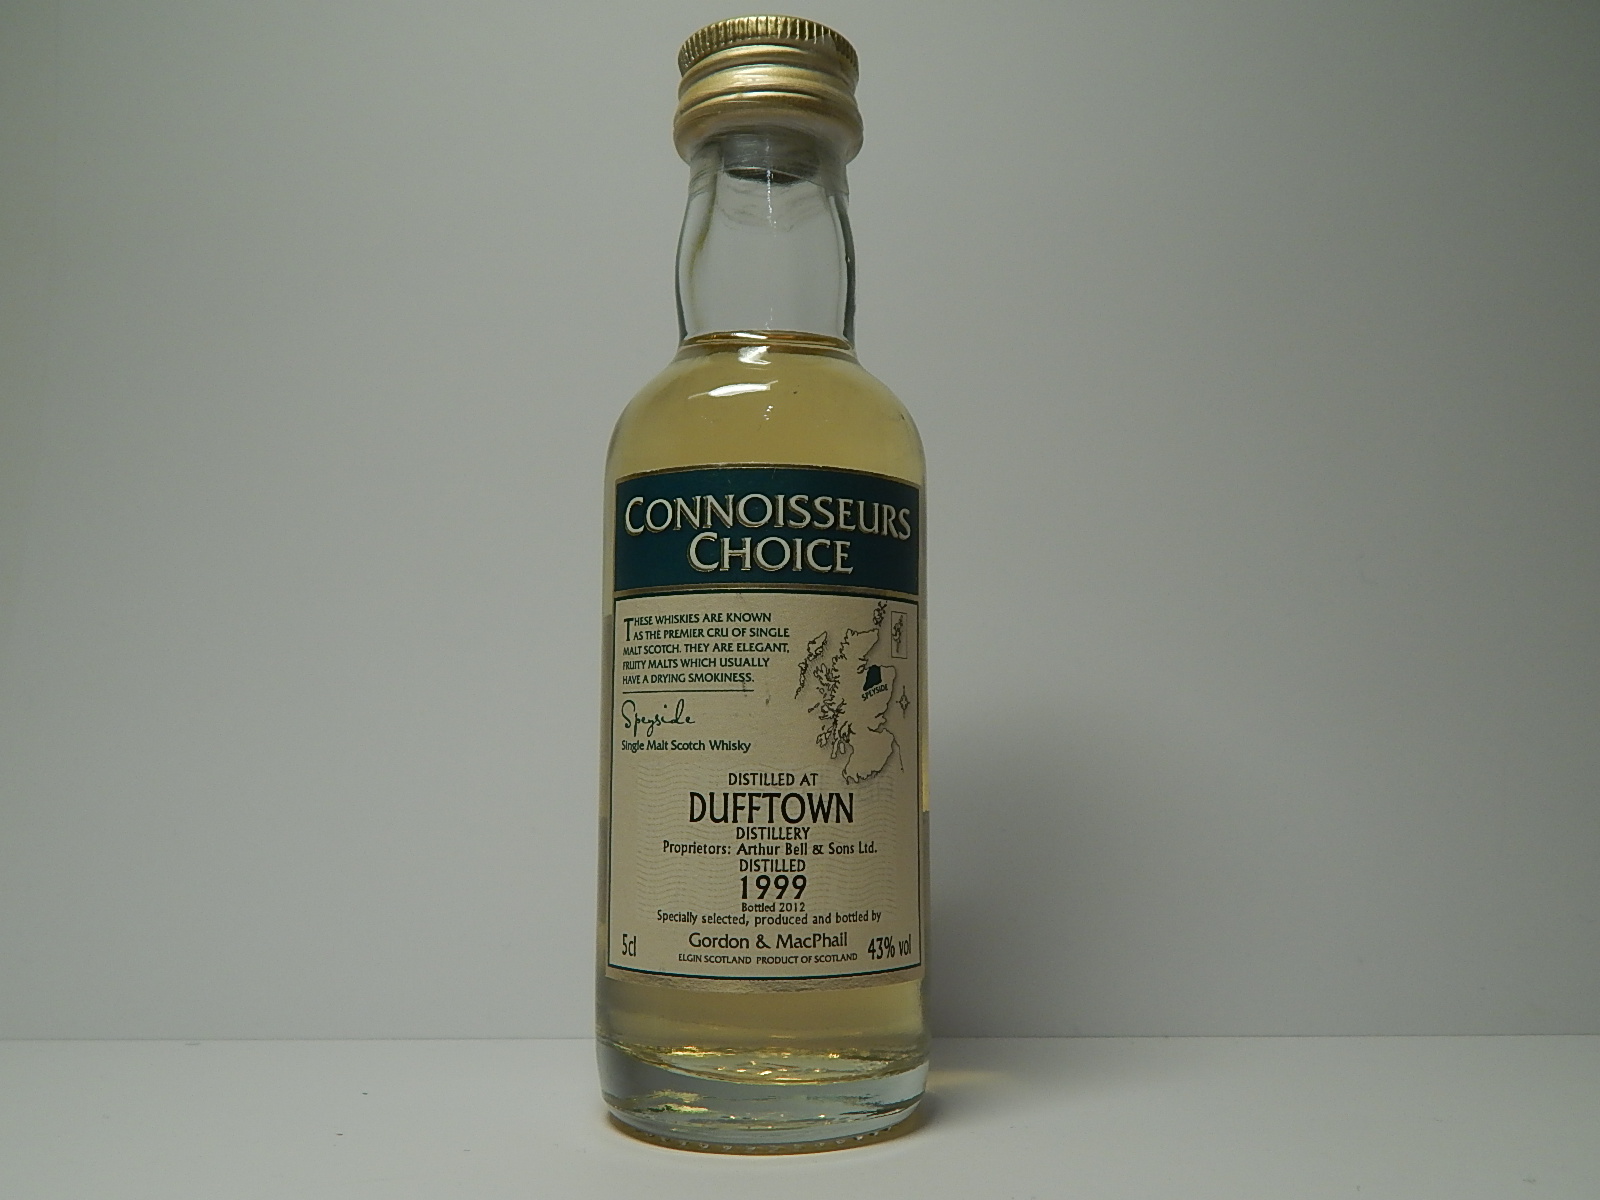 CONNOISSEURS
CHOICE
THESE WHISKIES ARE KNOWN
AS THE PREMIER CRU OF SINGLE
MALT SCOTCH. THEY ARE ELEGANT,
FRUITY MALTS WHICH USUALLY
HAVE A DRYING SMOKINESS.
SPEYSIDE
Speyside
Single Malt Scotch Whisky
DISTILLED AT
DUFFTOWN
DISTILLERY
Proprietors: Arthur Bell & Sons Ltd.
DISTILLED
1999
Bottled 2012
Specially selected, produced and bottled by
5cl Gordon & MacPhail 43% vol
ELGIN SCOTLAND PRODUCT OF SCOTLAND